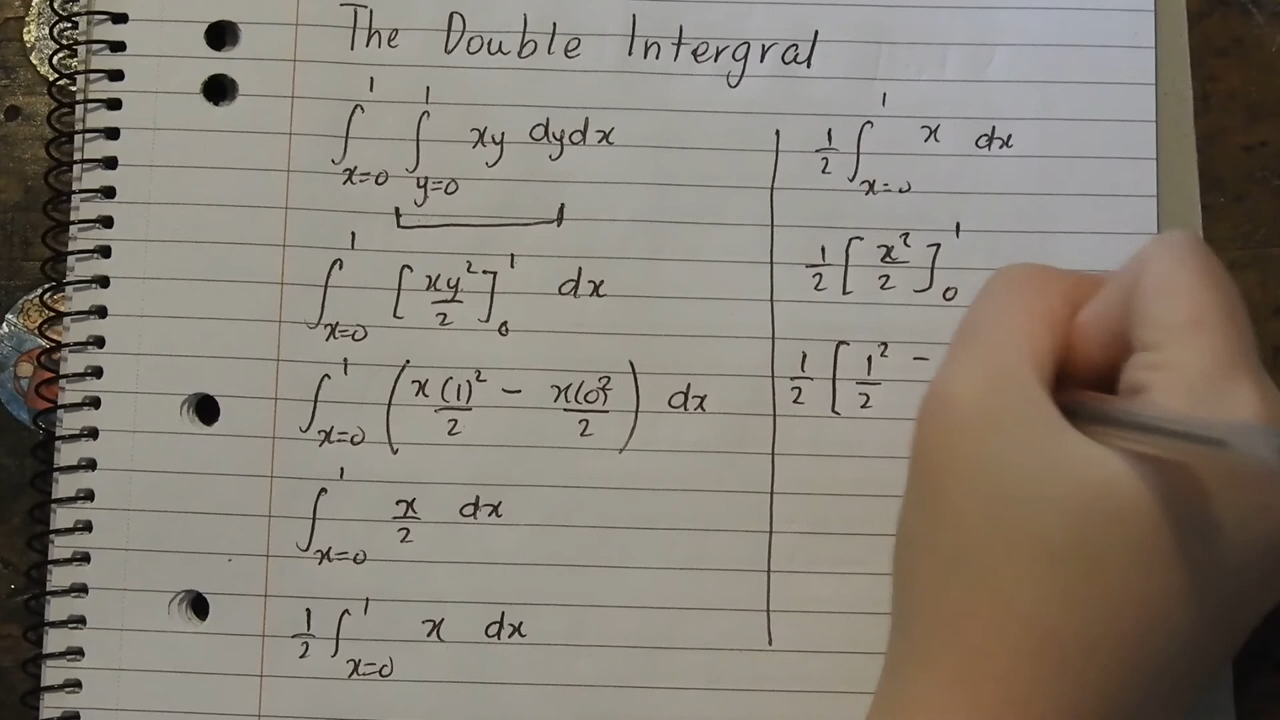 The Double Intergral
∫_{x=0}^{1} ∫_{y=0}^{1} xy dydx
∫_{x=0}^{1} [xy²/2]_{0}^{1} dx
∫_{x=0}^{1} (x(1)²/2 - x(0)²/2) dx
∫_{x=0}^{1} x/2 dx
1/2 ∫_{x=0}^{1} x dx
1/2 ∫_{x=0}^{1} x dx
1/2 [x²/2]_{0}^{1}
1/2 [1²/2 -